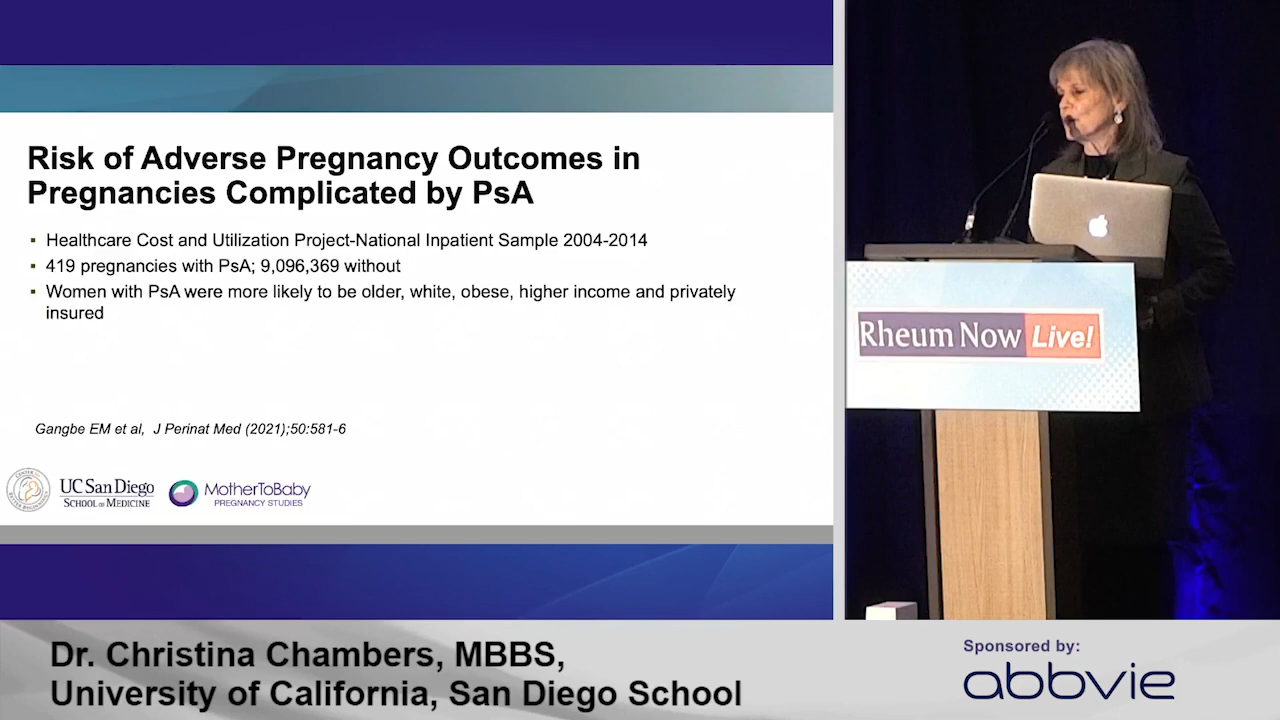 Risk of Adverse Pregnancy Outcomes in
Pregnancies Complicated by PsA
▪ Healthcare Cost and Utilization Project-National Inpatient Sample 2004-2014
▪ 419 pregnancies with PsA; 9,096,369 without
▪ Women with PsA were more likely to be older, white, obese, higher income and privately
insured
Gangbe EM et al, J Perinat Med (2021);50:581-6
UC San Diego
SCHOOL OF MEDICINE
MotherToBaby
PREGNANCY STUDIES
Rheum Now Live!
Dr. Christina Chambers, MBBS,
University of California, San Diego School
Sponsored by:
abbvie